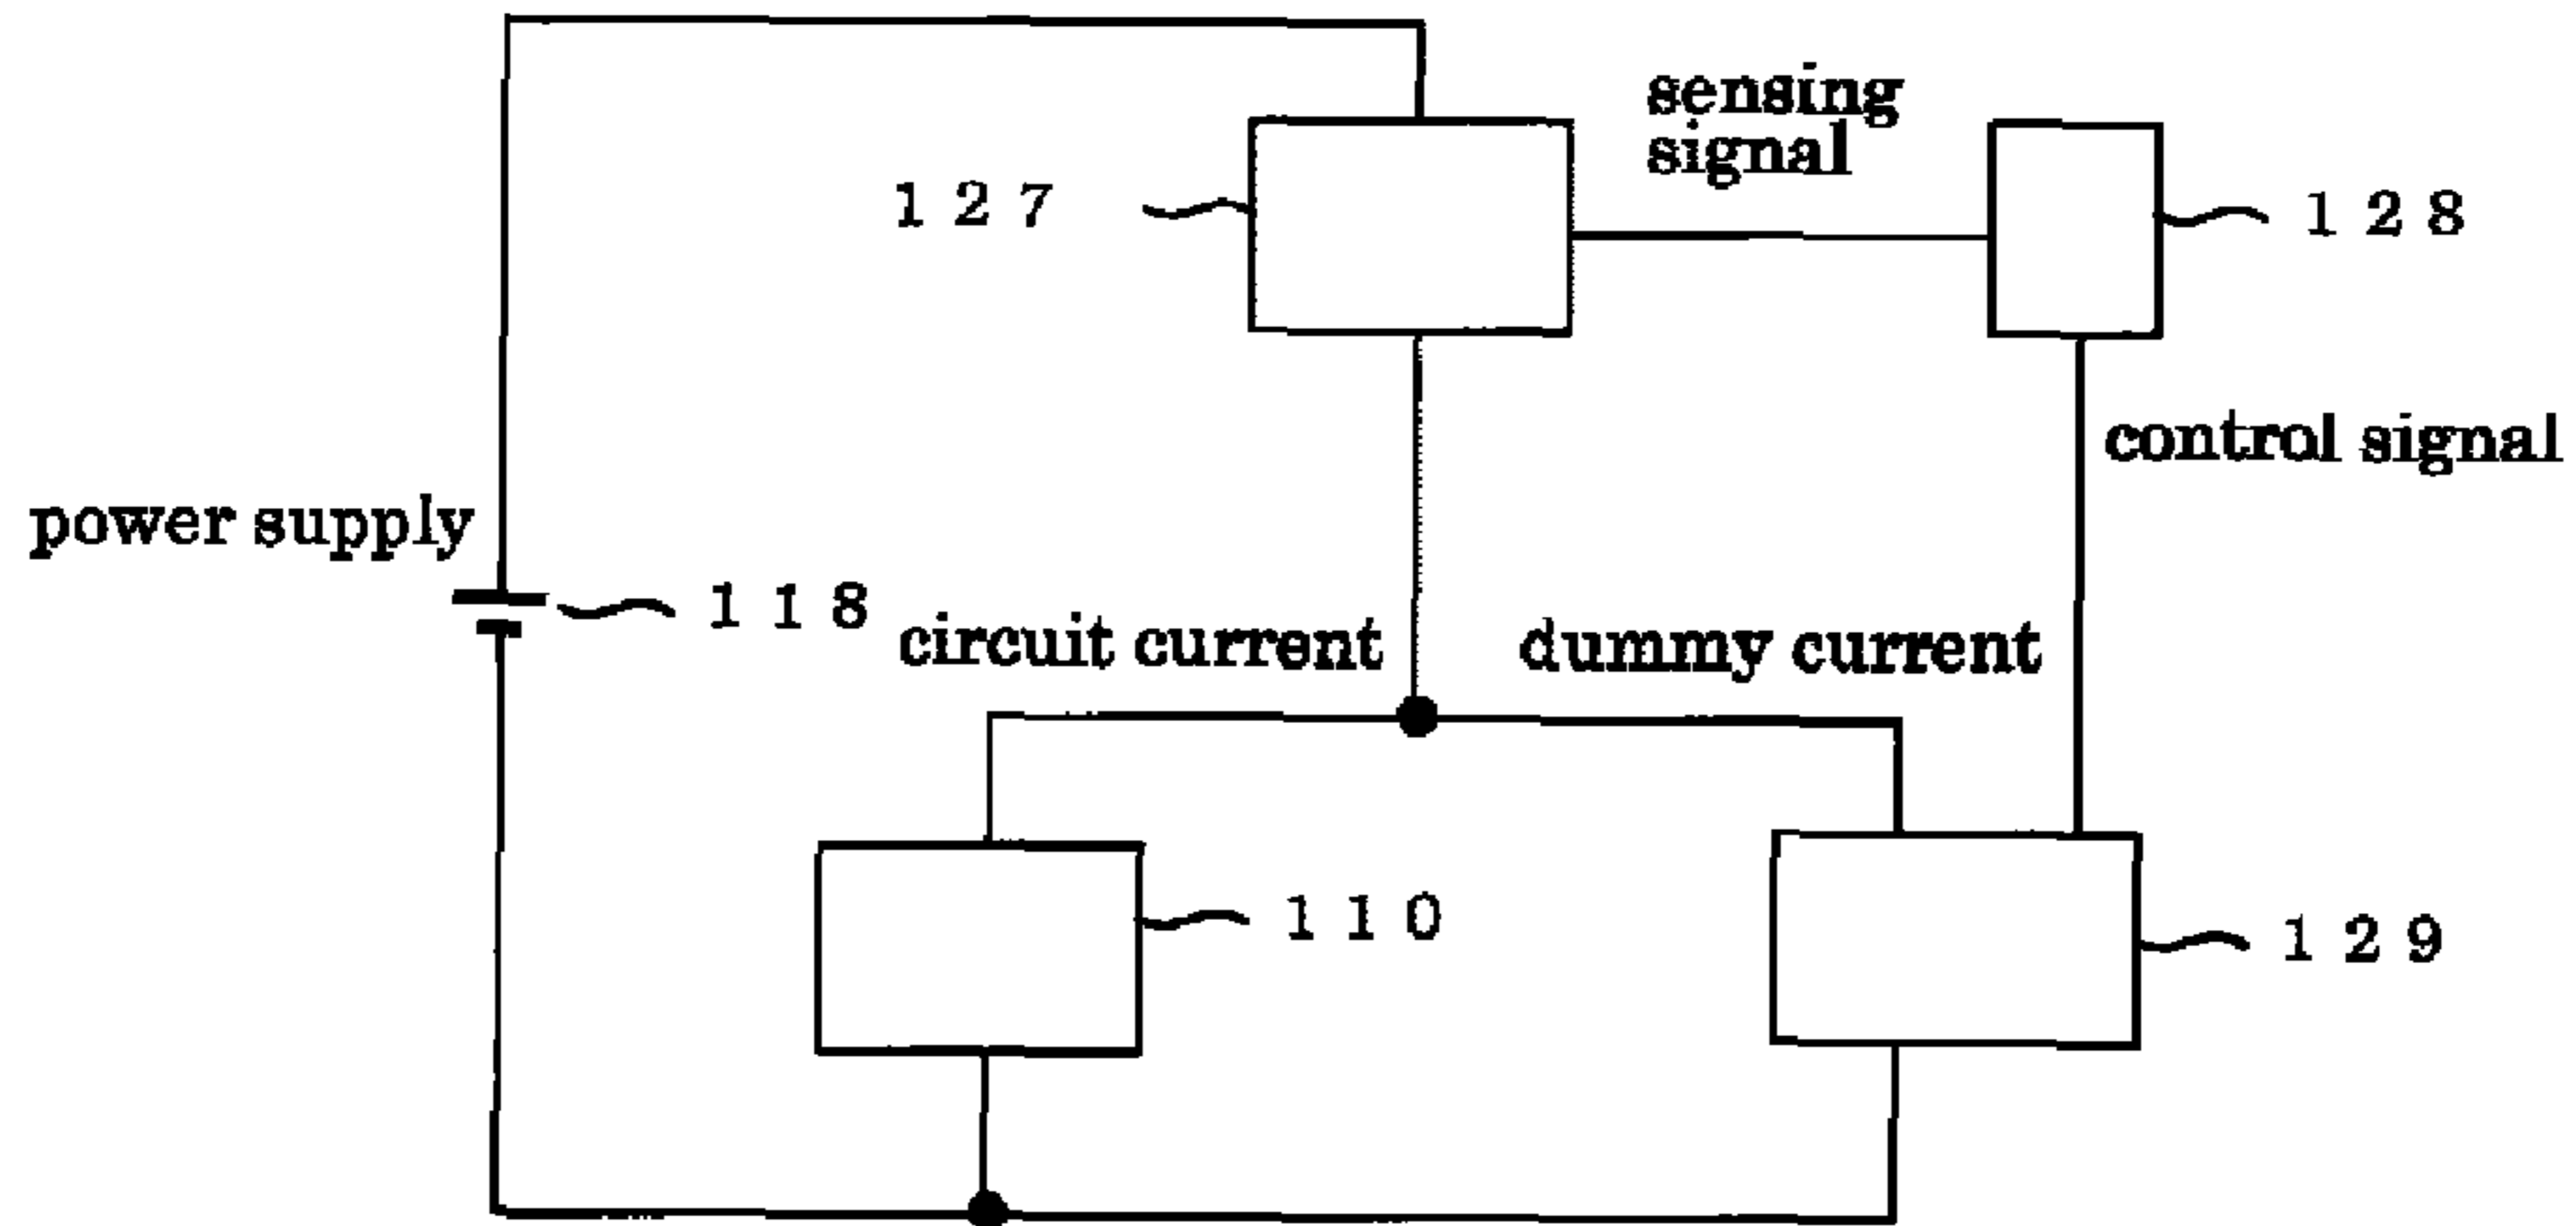 sensing
signal
1 2 7
1 2 8
control signal
power supply
1 1 8
circuit current
dummy current
1 1 0
1 2 9